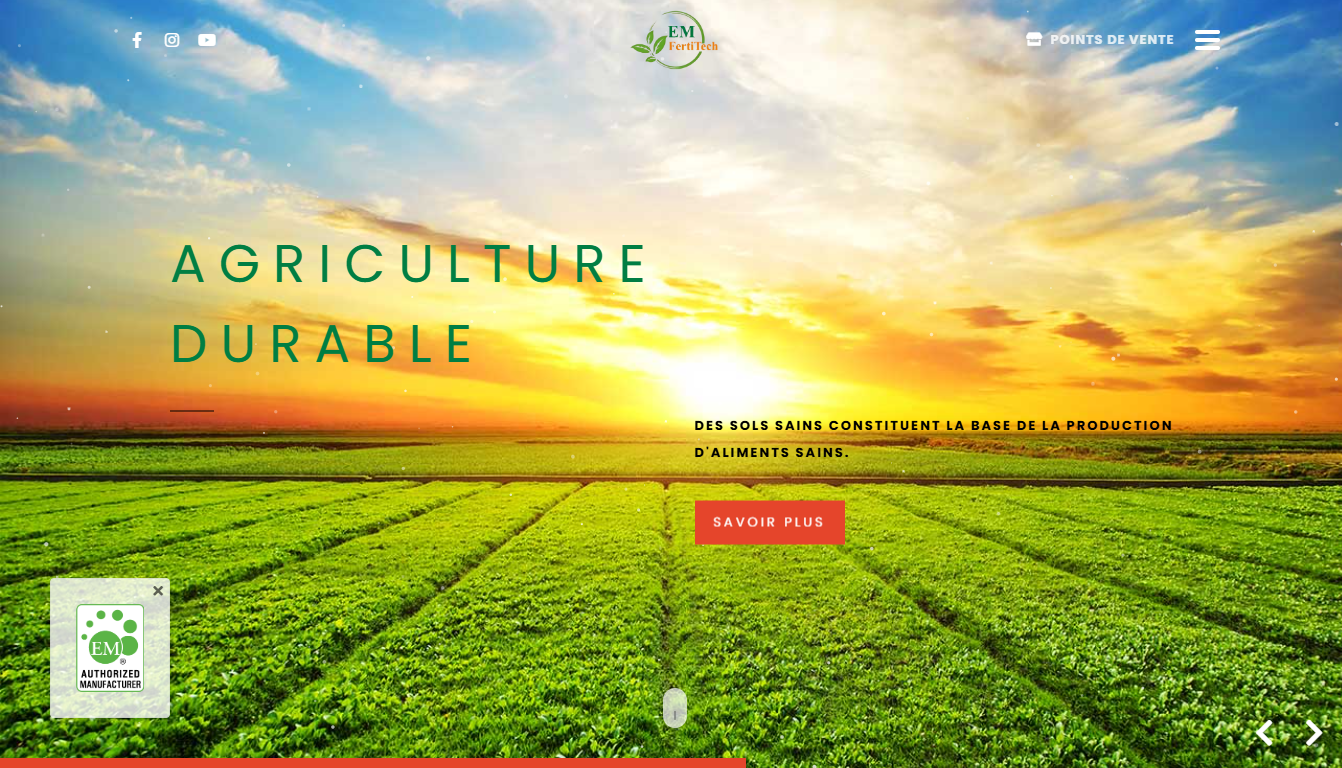 EM
FertiTech
POINTS DE VENTE
AGRICULTURE
DURABLE
DES SOLS SAINS CONSTITUENT LA BASE DE LA PRODUCTION
D'ALIMENTS SAINS.
SAVOIR PLUS
EM®
AUTHORIZED
MANUFACTURER